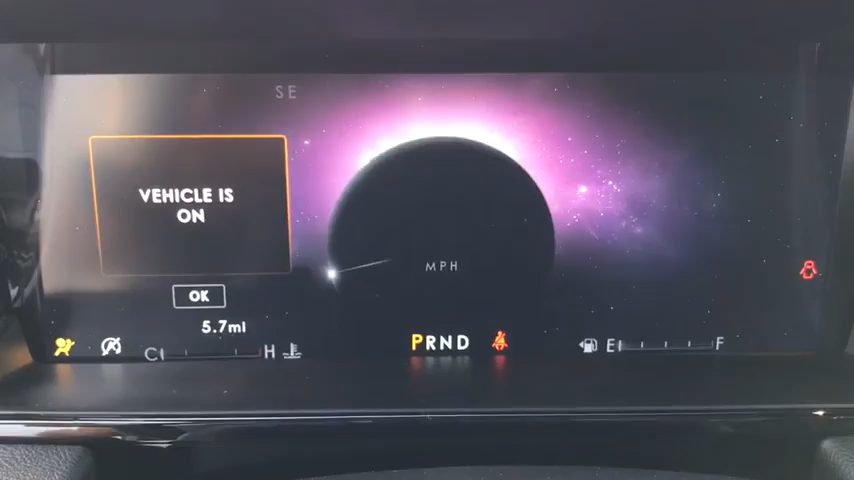 SE
VEHICLE IS
ON
OK
5.7mi
MPH
C H
PRND
E F